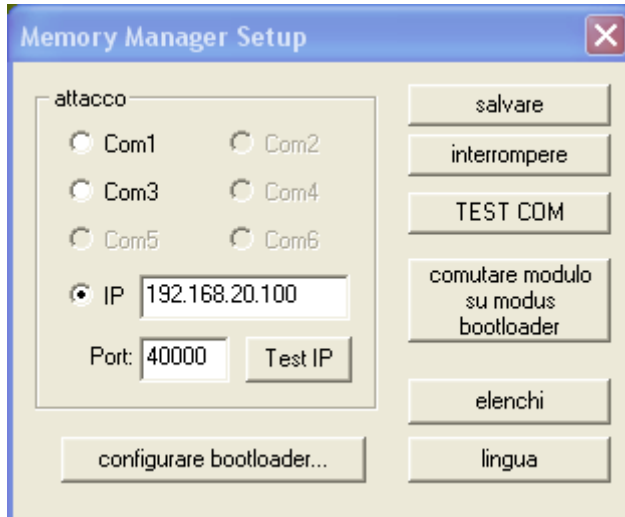 Memory Manager Setup
attacco
Com1 Com2
Com3 Com4
Com5 Com6
IP 192.168.20.100
Port: 40000 Test IP
configurare bootloader...
salvare
interrompere
TEST COM
comutare modulo
su modus
bootloader
elenchi
lingua